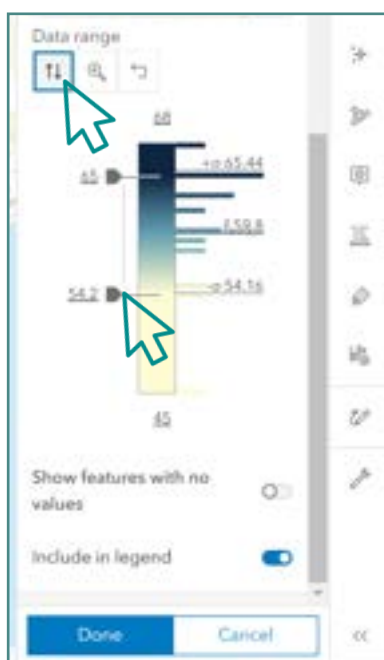 Data range
68
65
+σ 65.44
x̄ 59.8
54.2
-σ 54.16
45
Show features with no
values
Include in legend
Done
Cancel